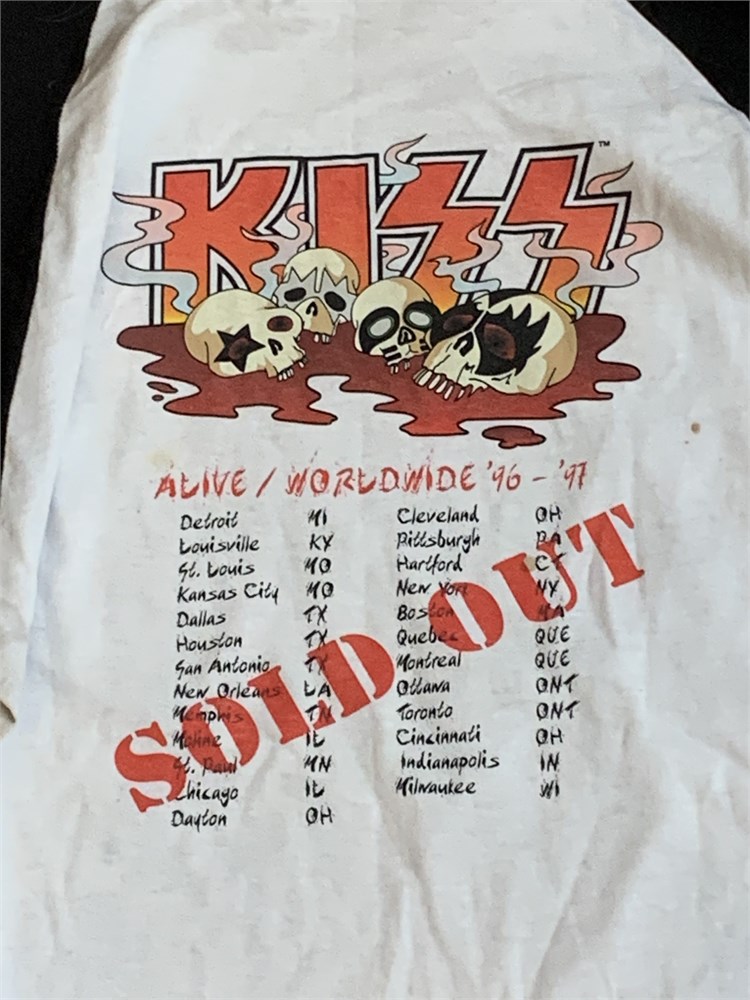 KISS™
ALIVE / WORLDWIDE '96 - '97
Detroit MI
Louisville KY
St. Louis MO
Kansas City MO
Dallas TX
Houston TX
San Antonio TX
New Orleans LA
Memphis TN
Moline IL
St. Paul MN
Chicago IL
Dayton OH
Cleveland OH
Pittsburgh PA
Hartford CT
New York NY
Boston MA
Quebec QUE
Montreal QUE
Ottawa ONT
Toronto ONT
Cincinnati OH
Indianapolis IN
Milwaukee WI
SOLD OUT